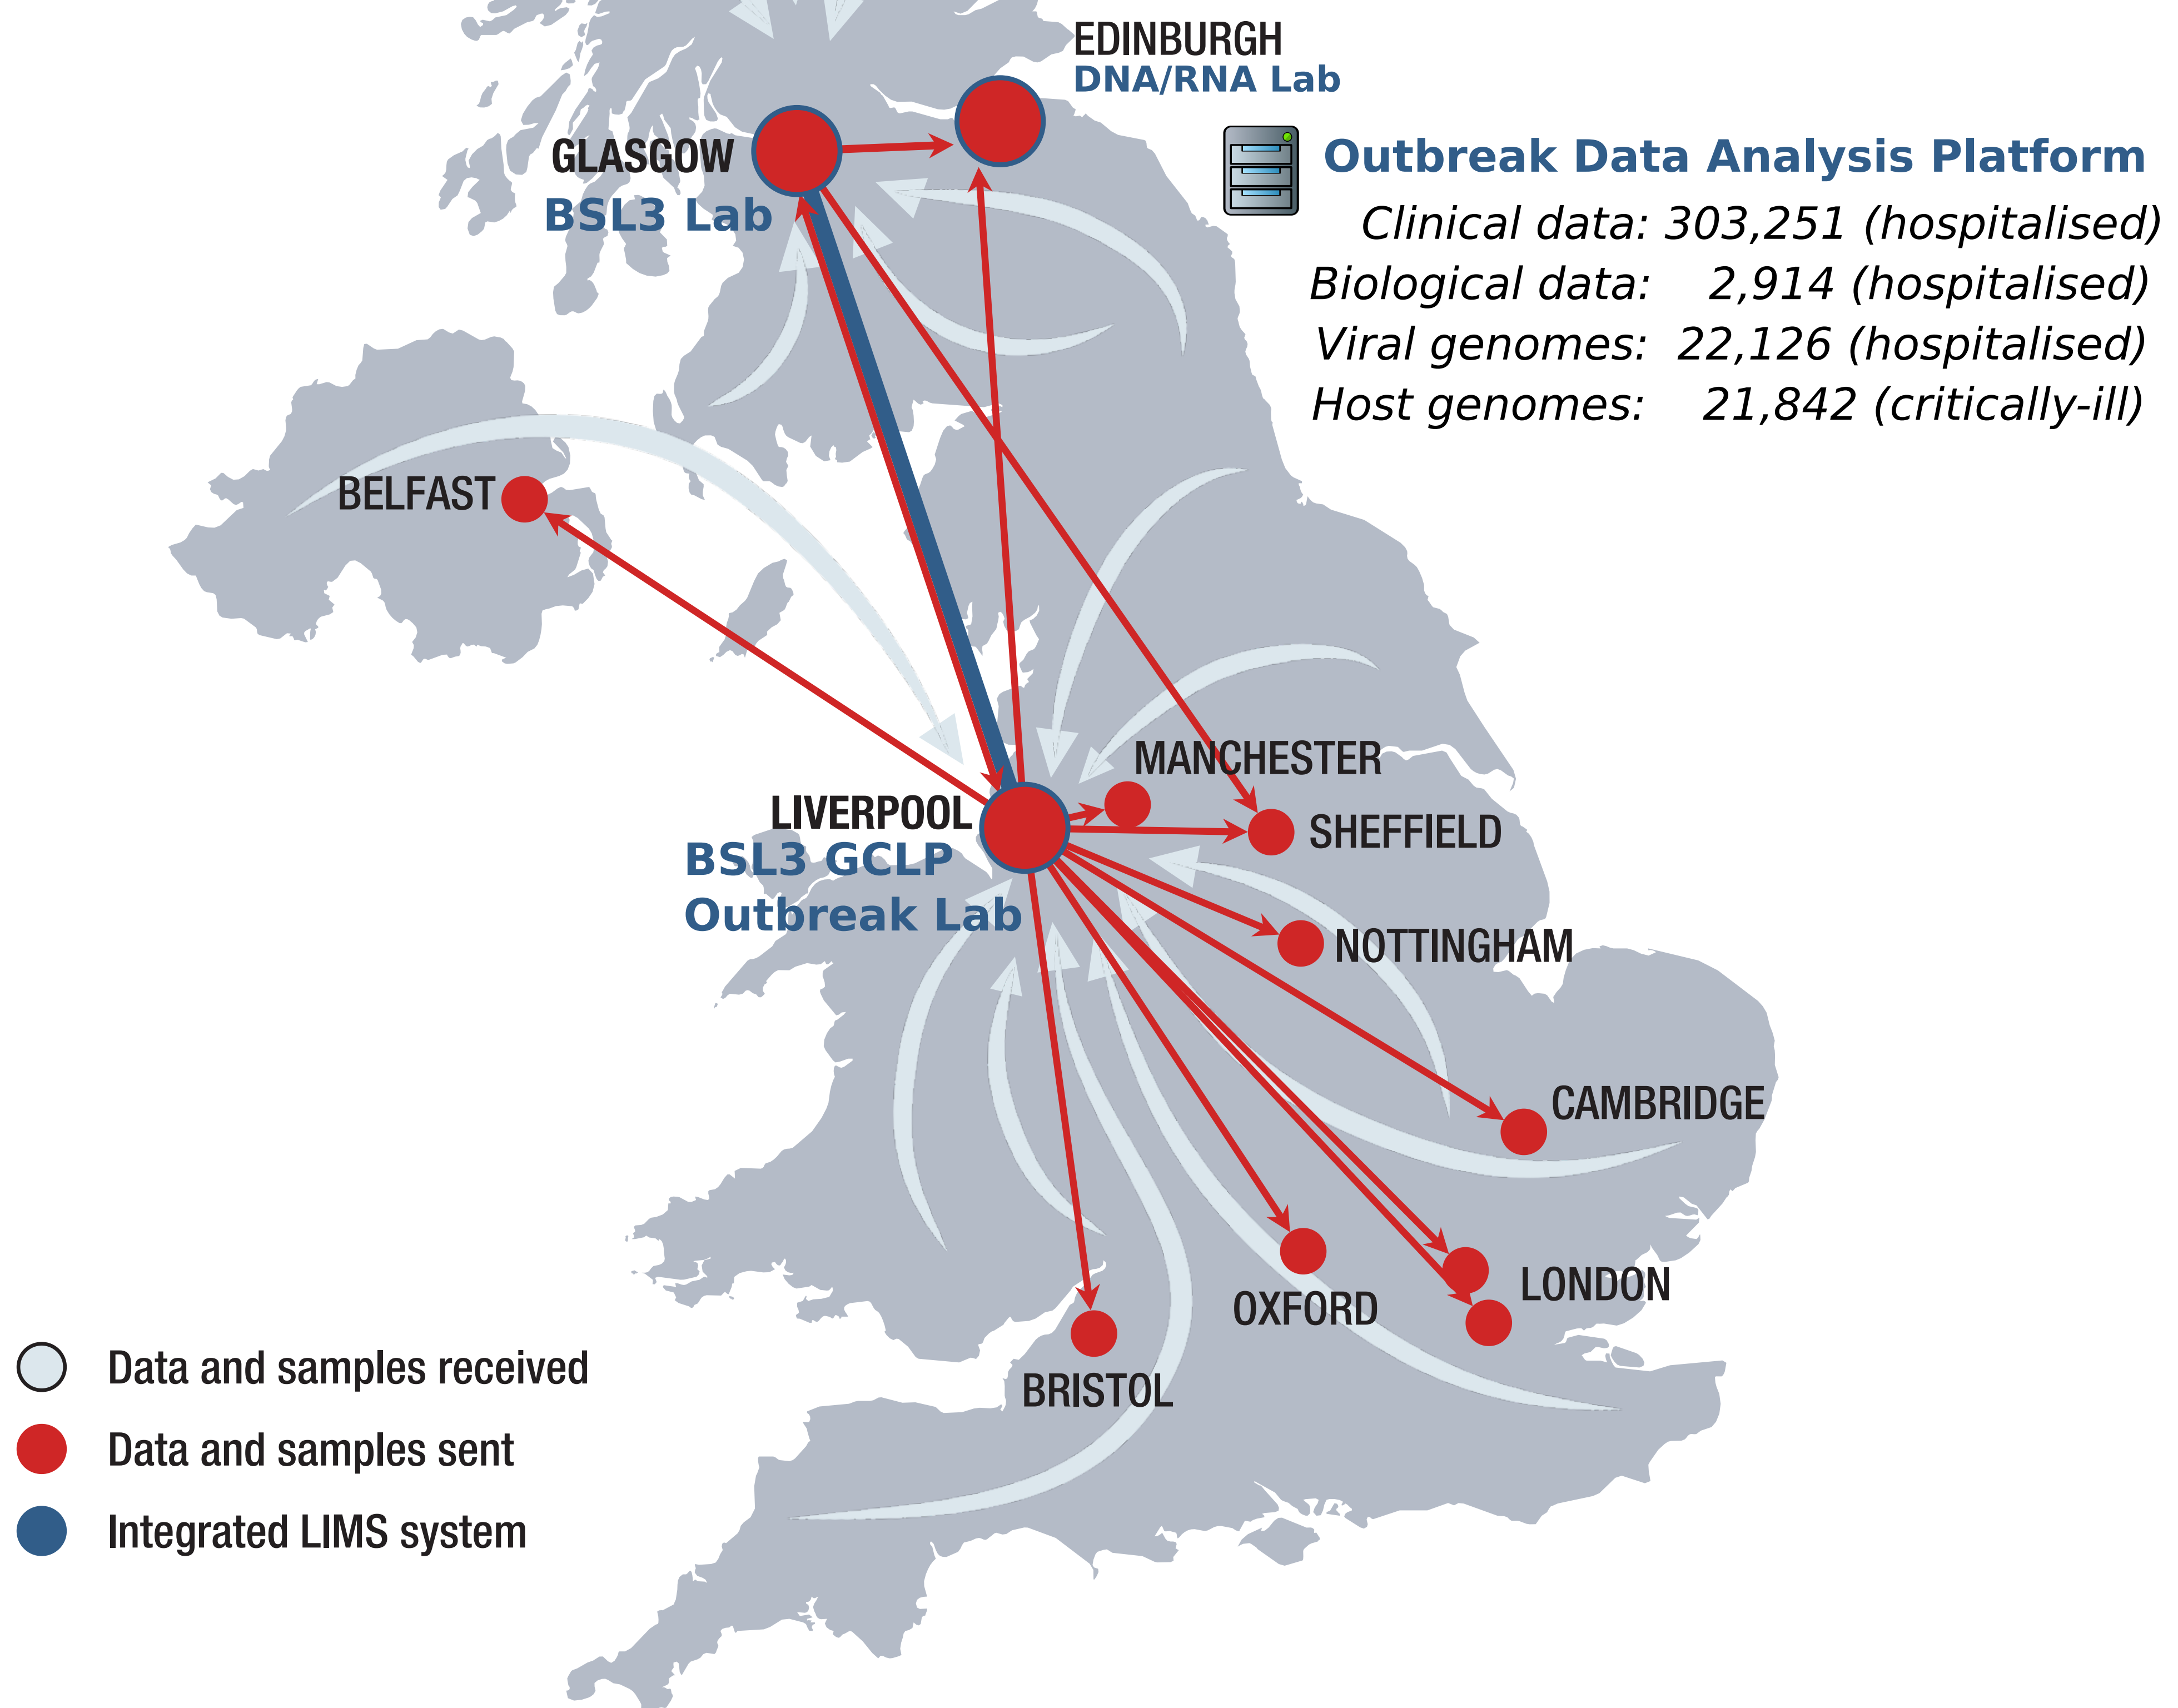 EDINBURGH
DNA/RNA Lab
GLASGOW
BSL3 Lab
Outbreak Data Analysis Platform
Clinical data: 303,251 (hospitalised)
Biological data: 2,914 (hospitalised)
Viral genomes: 22,126 (hospitalised)
Host genomes: 21,842 (critically-ill)
BELFAST
MANCHESTER
LIVERPOOL
BSL3 GCLP
Outbreak Lab
SHEFFIELD
NOTTINGHAM
CAMBRIDGE
LONDON
OXFORD
BRISTOL
Data and samples received
Data and samples sent
Integrated LIMS system